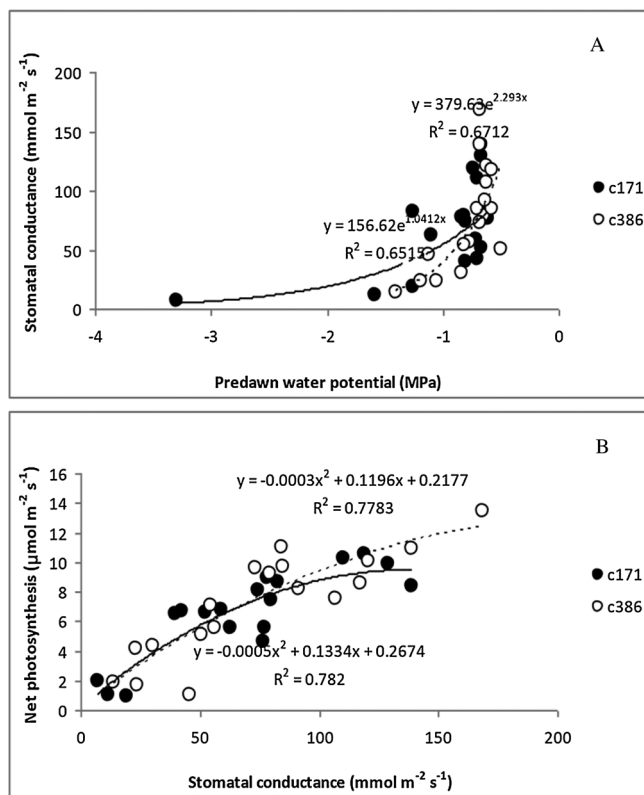 A
Stomatal conductance (mmol m⁻² s⁻¹)
200
150
100
50
0
y = 379.63e^2.293x
R² = 0.6712
y = 156.62e^1.0412x
R² = 0.6515
-4 -3 -2 -1 0
Predawn water potential (MPa)
c171
c386
B
Net photosynthesis (µmol m⁻² s⁻¹)
16
14
12
10
8
6
4
2
0
y = -0.0003x² + 0.1196x + 0.2177
R² = 0.7783
y = -0.0005x² + 0.1334x + 0.2674
R² = 0.782
0 50 100 150 200
Stomatal conductance (mmol m⁻² s⁻¹)
c171
c386